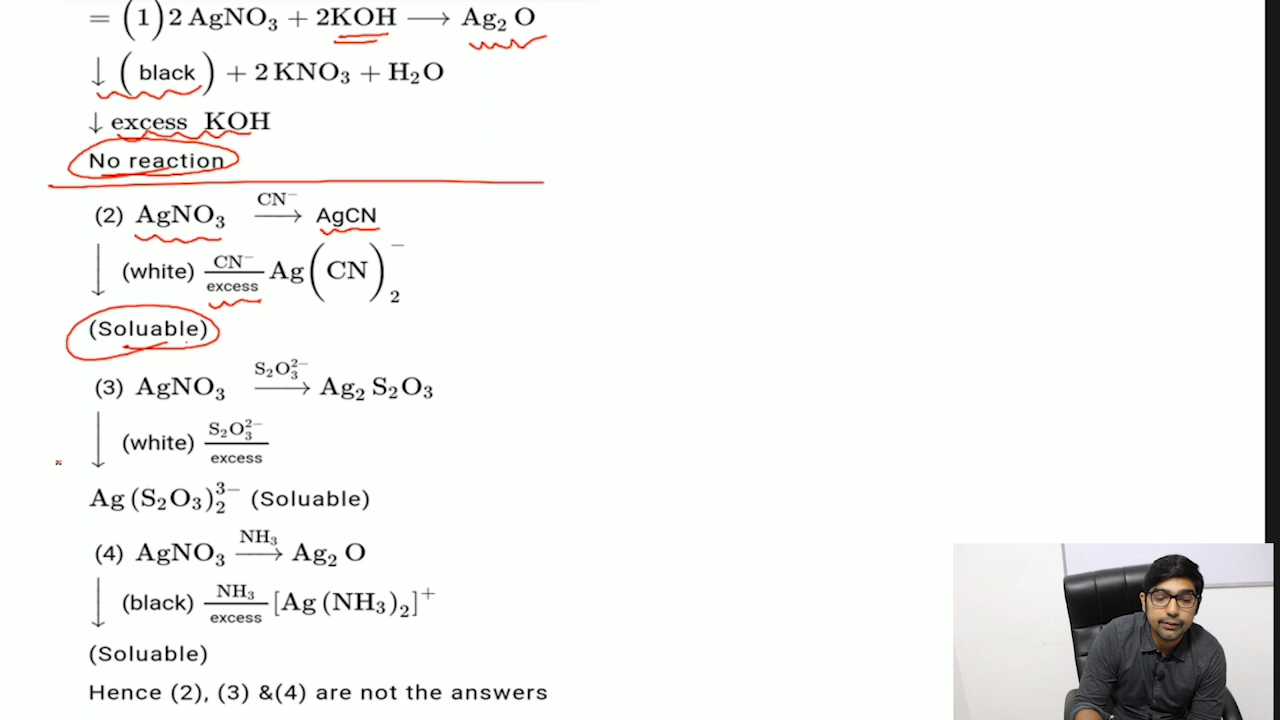 = (1) 2 AgNO₃ + 2KOH ⟶ Ag₂ O
↓ (black) + 2 KNO₃ + H₂O
↓ excess KOH
No reaction
(2) AgNO₃ —CN⁻→ AgCN
↓ (white) CN⁻/excess Ag(CN)₂⁻
(Soluable)
(3) AgNO₃ —S₂O₃²⁻→ Ag₂ S₂O₃
↓ (white) S₂O₃²⁻/excess
Ag (S₂O₃)₂³⁻ (Soluable)
(4) AgNO₃ —NH₃→ Ag₂ O
↓ (black) NH₃/excess [Ag (NH₃)₂]⁺
(Soluable)
Hence (2), (3) &(4) are not the answers